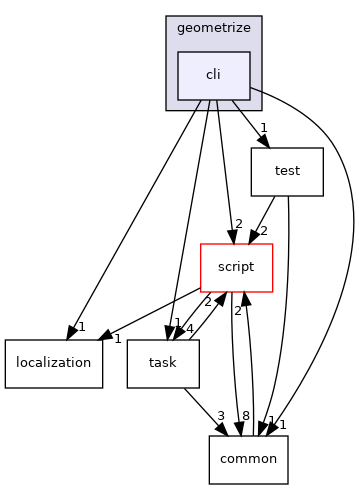 geometrize
cli
1
test
2
2
script
2
1
4
2
1
1
localization
task
3
8
1
1
common